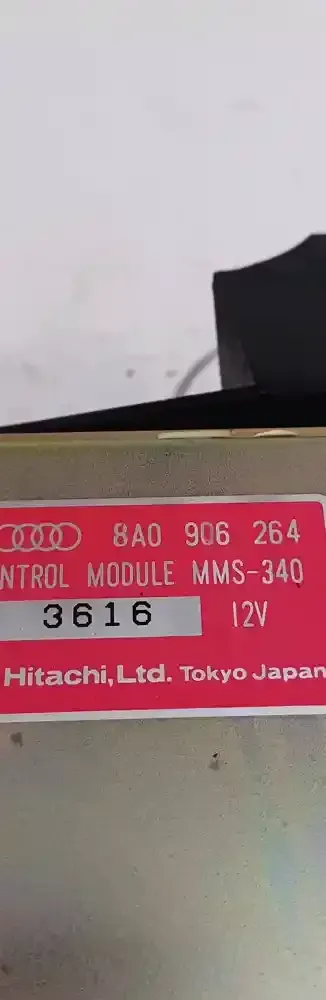 8A0 906 264
NTROL MODULE MMS-340
3616 12V
Hitachi, Ltd. Tokyo Japan